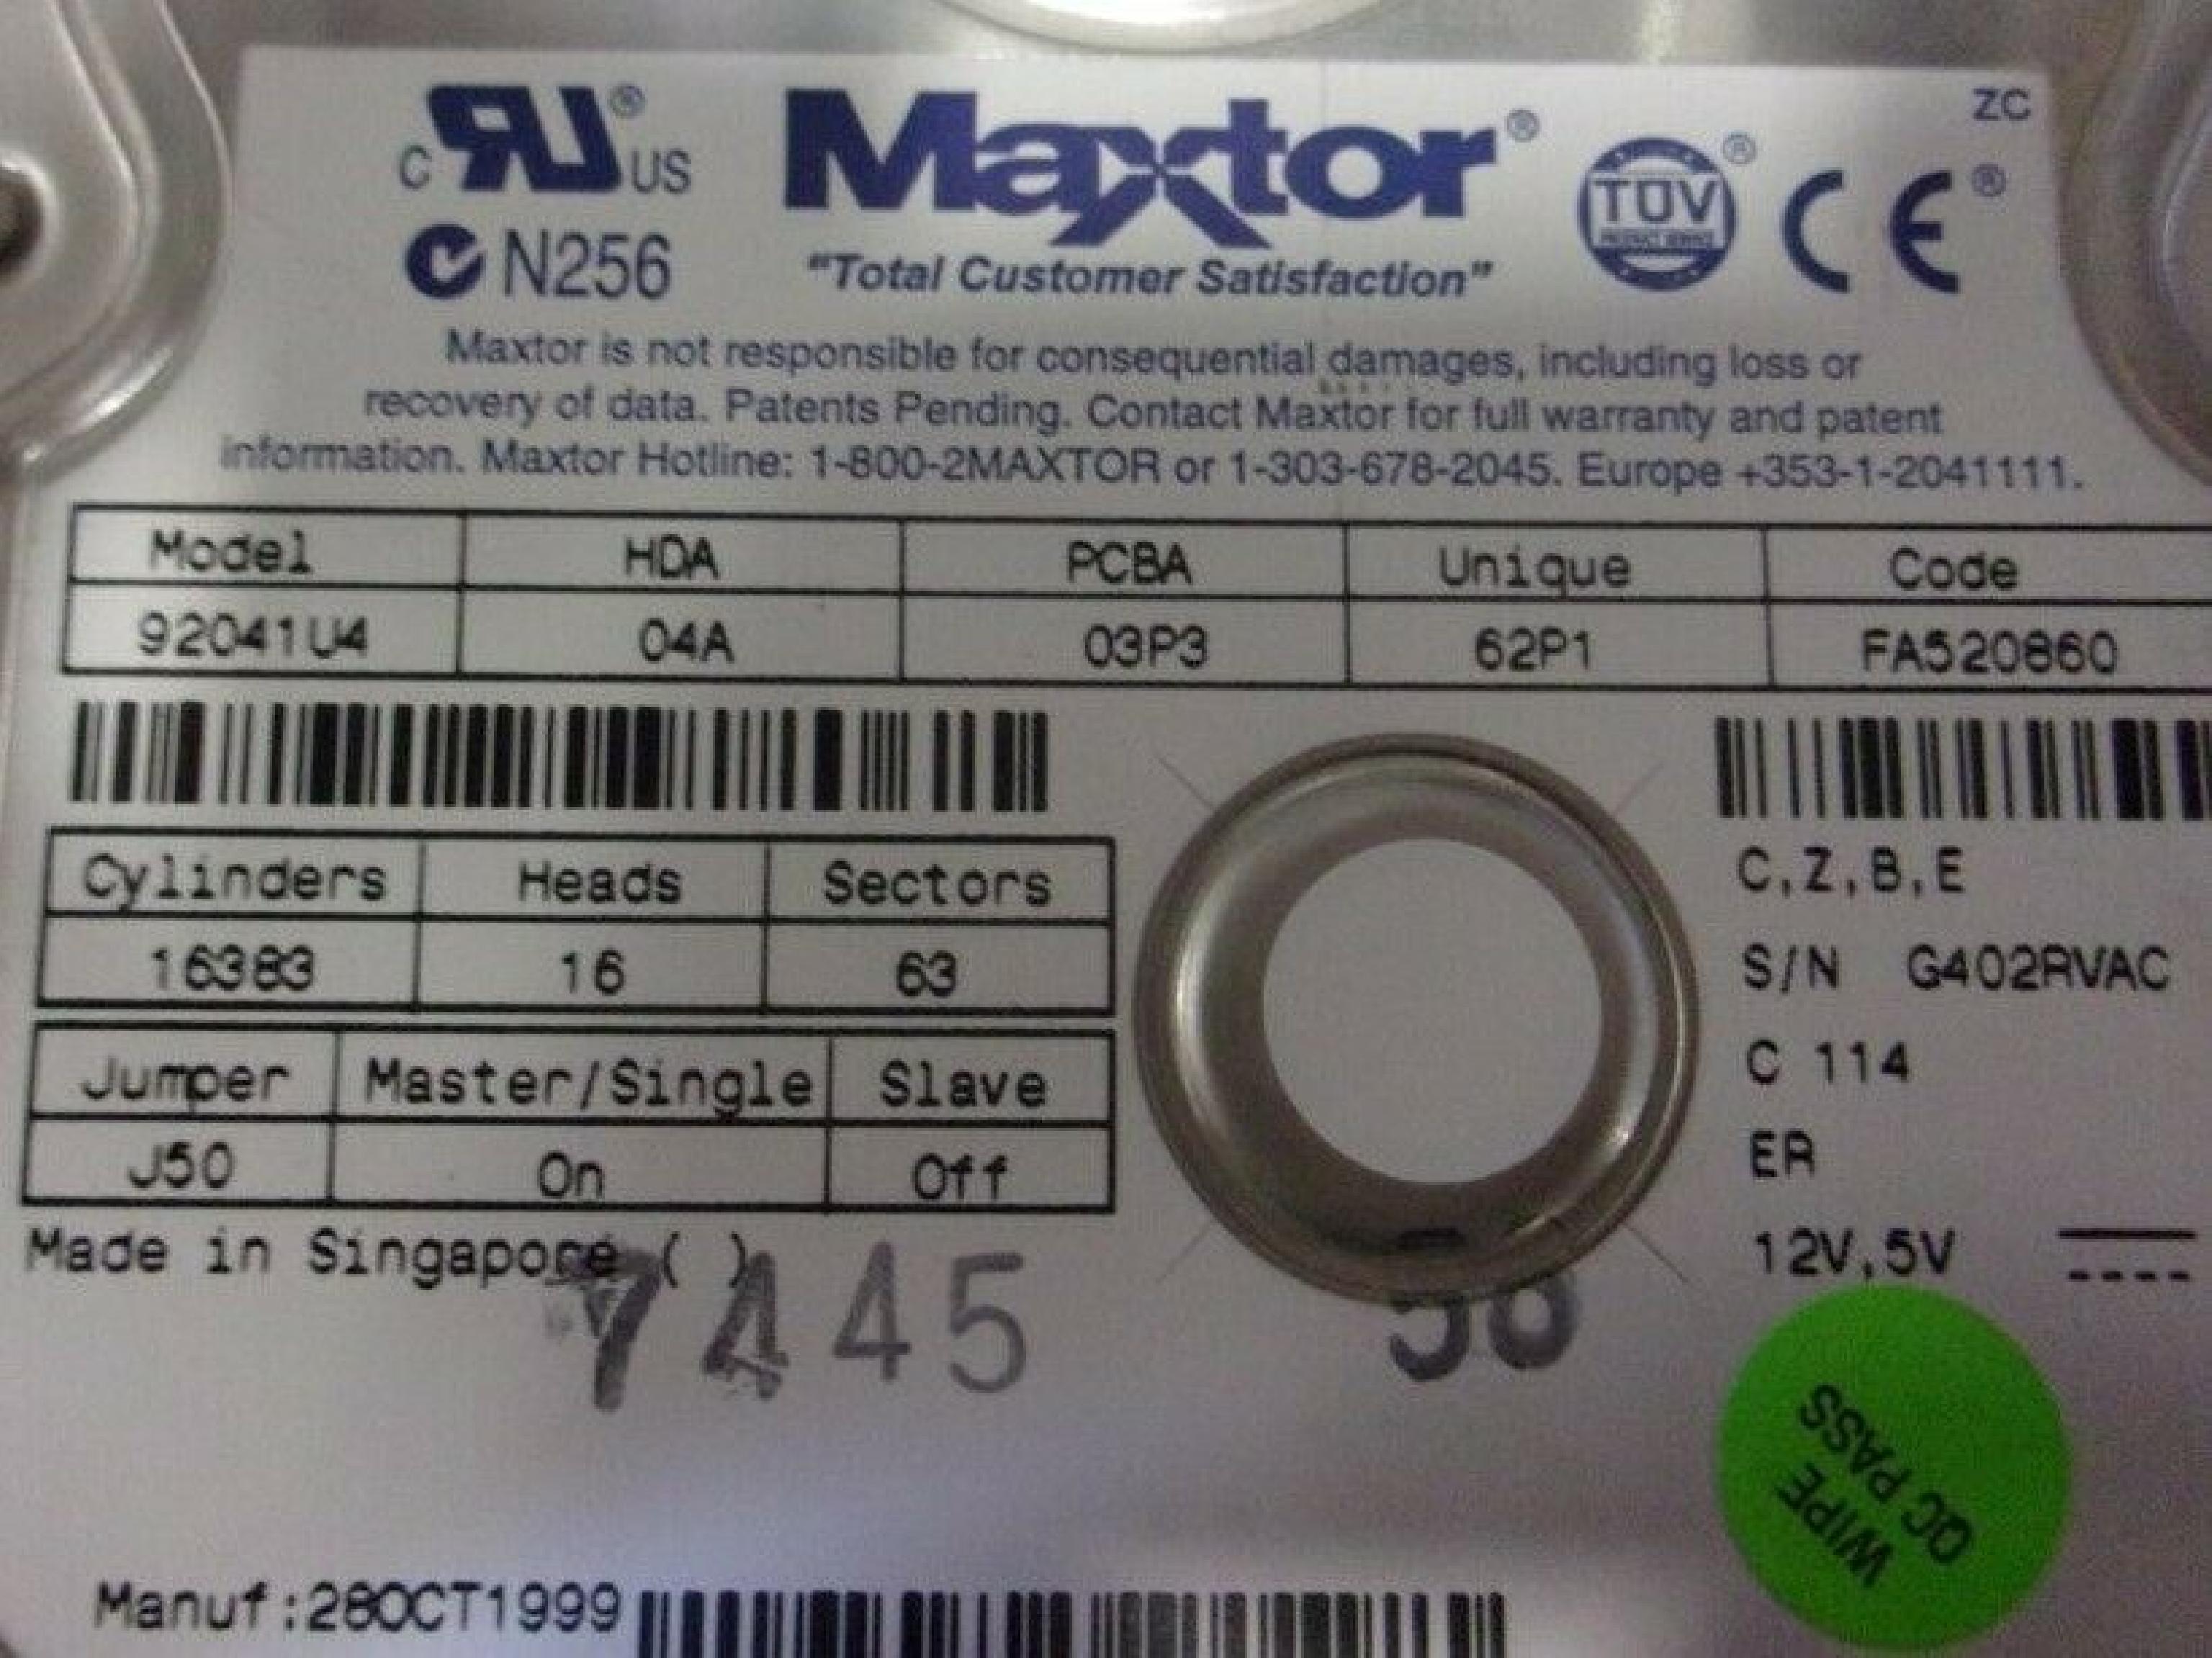 ZC
C RU® US Maxtor® TÜV® CE®
PRODUCT SERVICE
N256 "Total Customer Satisfaction"
Maxtor is not responsible for consequential damages, including loss or
recovery of data. Patents Pending. Contact Maxtor for full warranty and patent
information. Maxtor Hotline: 1-800-2MAXTOR or 1-303-678-2045. Europe +353-1-2041111.
Model HDA PCBA Unique Code
92041U4 04A 03P3 62P1 FA520860
C,Z,B,E
Cylinders Heads Sectors
16383 16 63
S/N G402RVAC
C 114
Jumper Master/Single Slave
J50 On Off
ER
12V,5V
Made in Singapore ( )
7445
WIPE
QC PASS
Manuf:28OCT1999